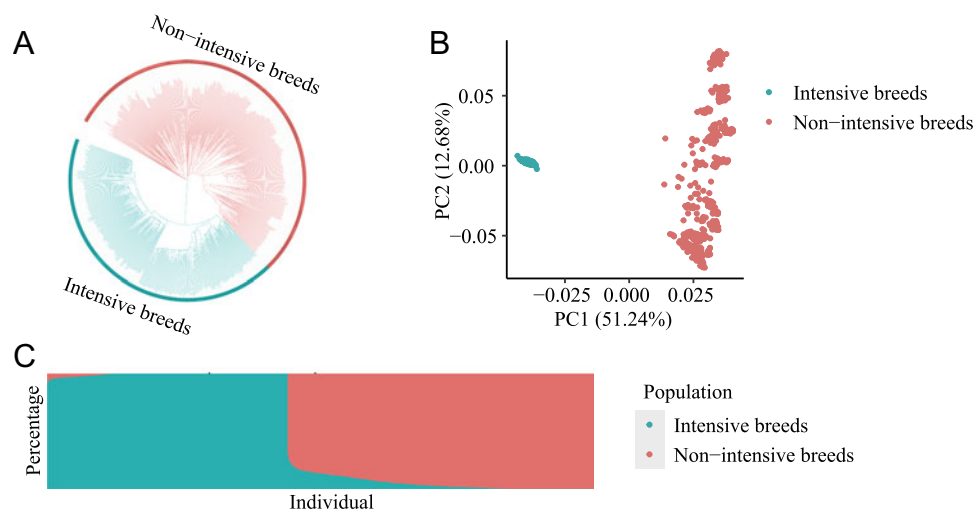 A
Non−intensive breeds
Intensive breeds
B
PC2 (12.68%)
0.05
0.00
−0.05
−0.025
0.000
0.025
PC1 (51.24%)
Intensive breeds
Non−intensive breeds
C
Percentage
Individual
Population
Intensive breeds
Non−intensive breeds